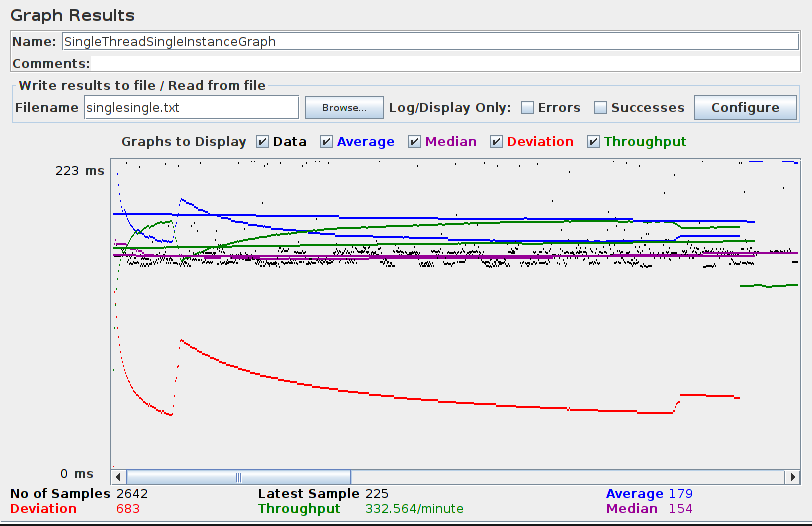 Graph Results
Name: SingleThreadSingleInstanceGraph
Comments:
Write results to file / Read from file
Filename singlesingle.txt Browse... Log/Display Only: Errors Successes Configure
Graphs to Display Data Average Median Deviation Throughput
223 ms
0 ms
No of Samples 2642 Latest Sample 225 Average 179
Deviation 683 Throughput 332.564/minute Median 154